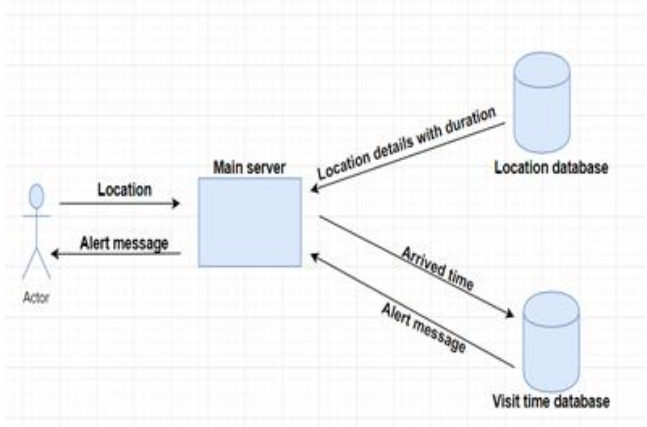 Location details with duration
Location database
Main server
Location
Alert message
Actor
Arrived time
Alert message
Visit time database